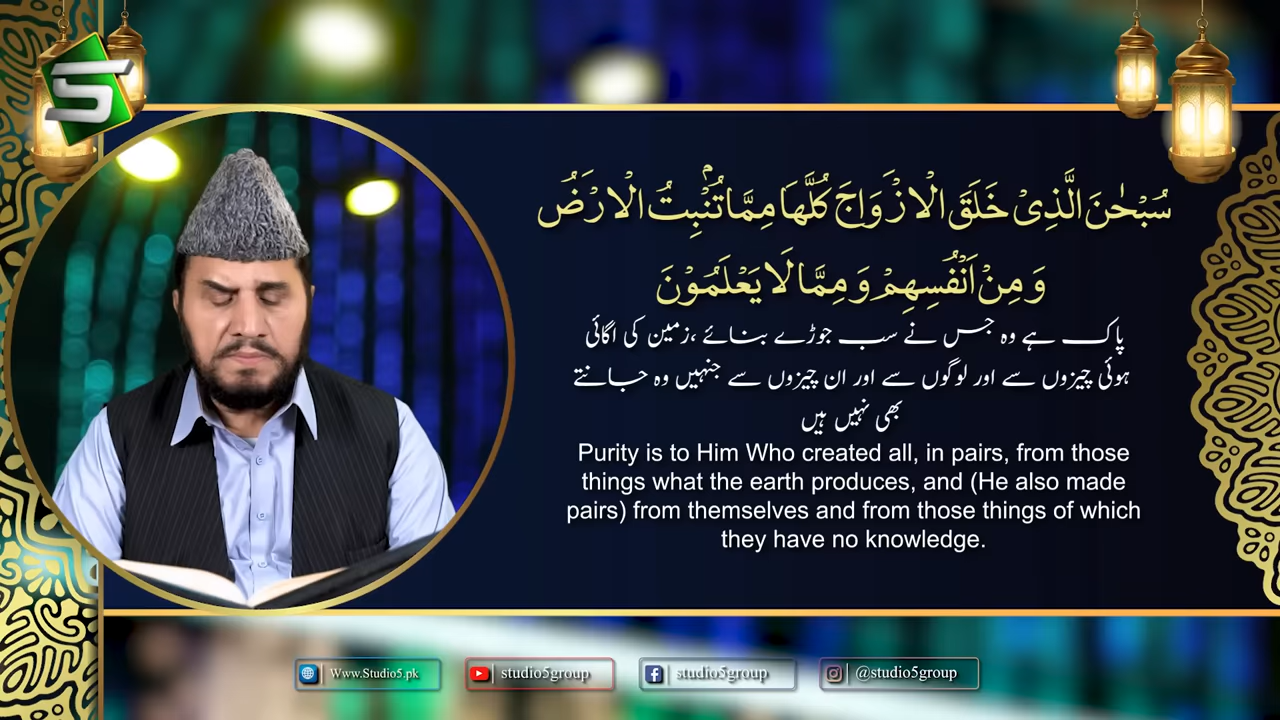 سُبْحٰنَ الَّذِیْ خَلَقَ الْاَزْوَاجَ كُلَّهَا مِمَّا تُنْۢبِتُ الْاَرْضُ
وَ مِنْ اَنْفُسِهِمْ وَ مِمَّا لَا یَعْلَمُوْنَ
پاک ہے وہ جس نے سب جوڑے بنائے ،زمین کی اگائی
ہوئی چیزوں سے اور لوگوں سے اور ان چیزوں سے جنہیں وہ جانتے
بھی نہیں ہیں
Purity is to Him Who created all, in pairs, from those
things what the earth produces, and (He also made
pairs) from themselves and from those things of which
they have no knowledge.
Www.Studio5.pk
studio5group
studio5group
@studio5group